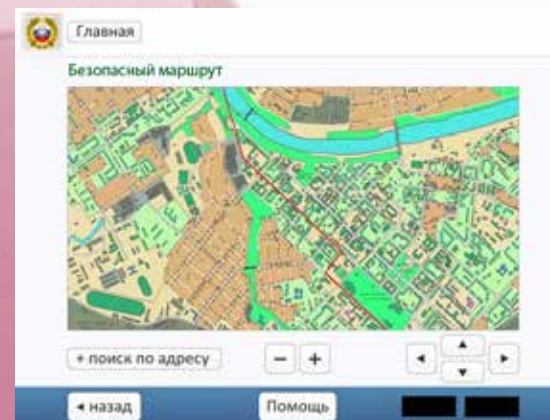 Главная
Безопасный маршрут
+ поиск по адресу
− +
◂ назад
Помощь